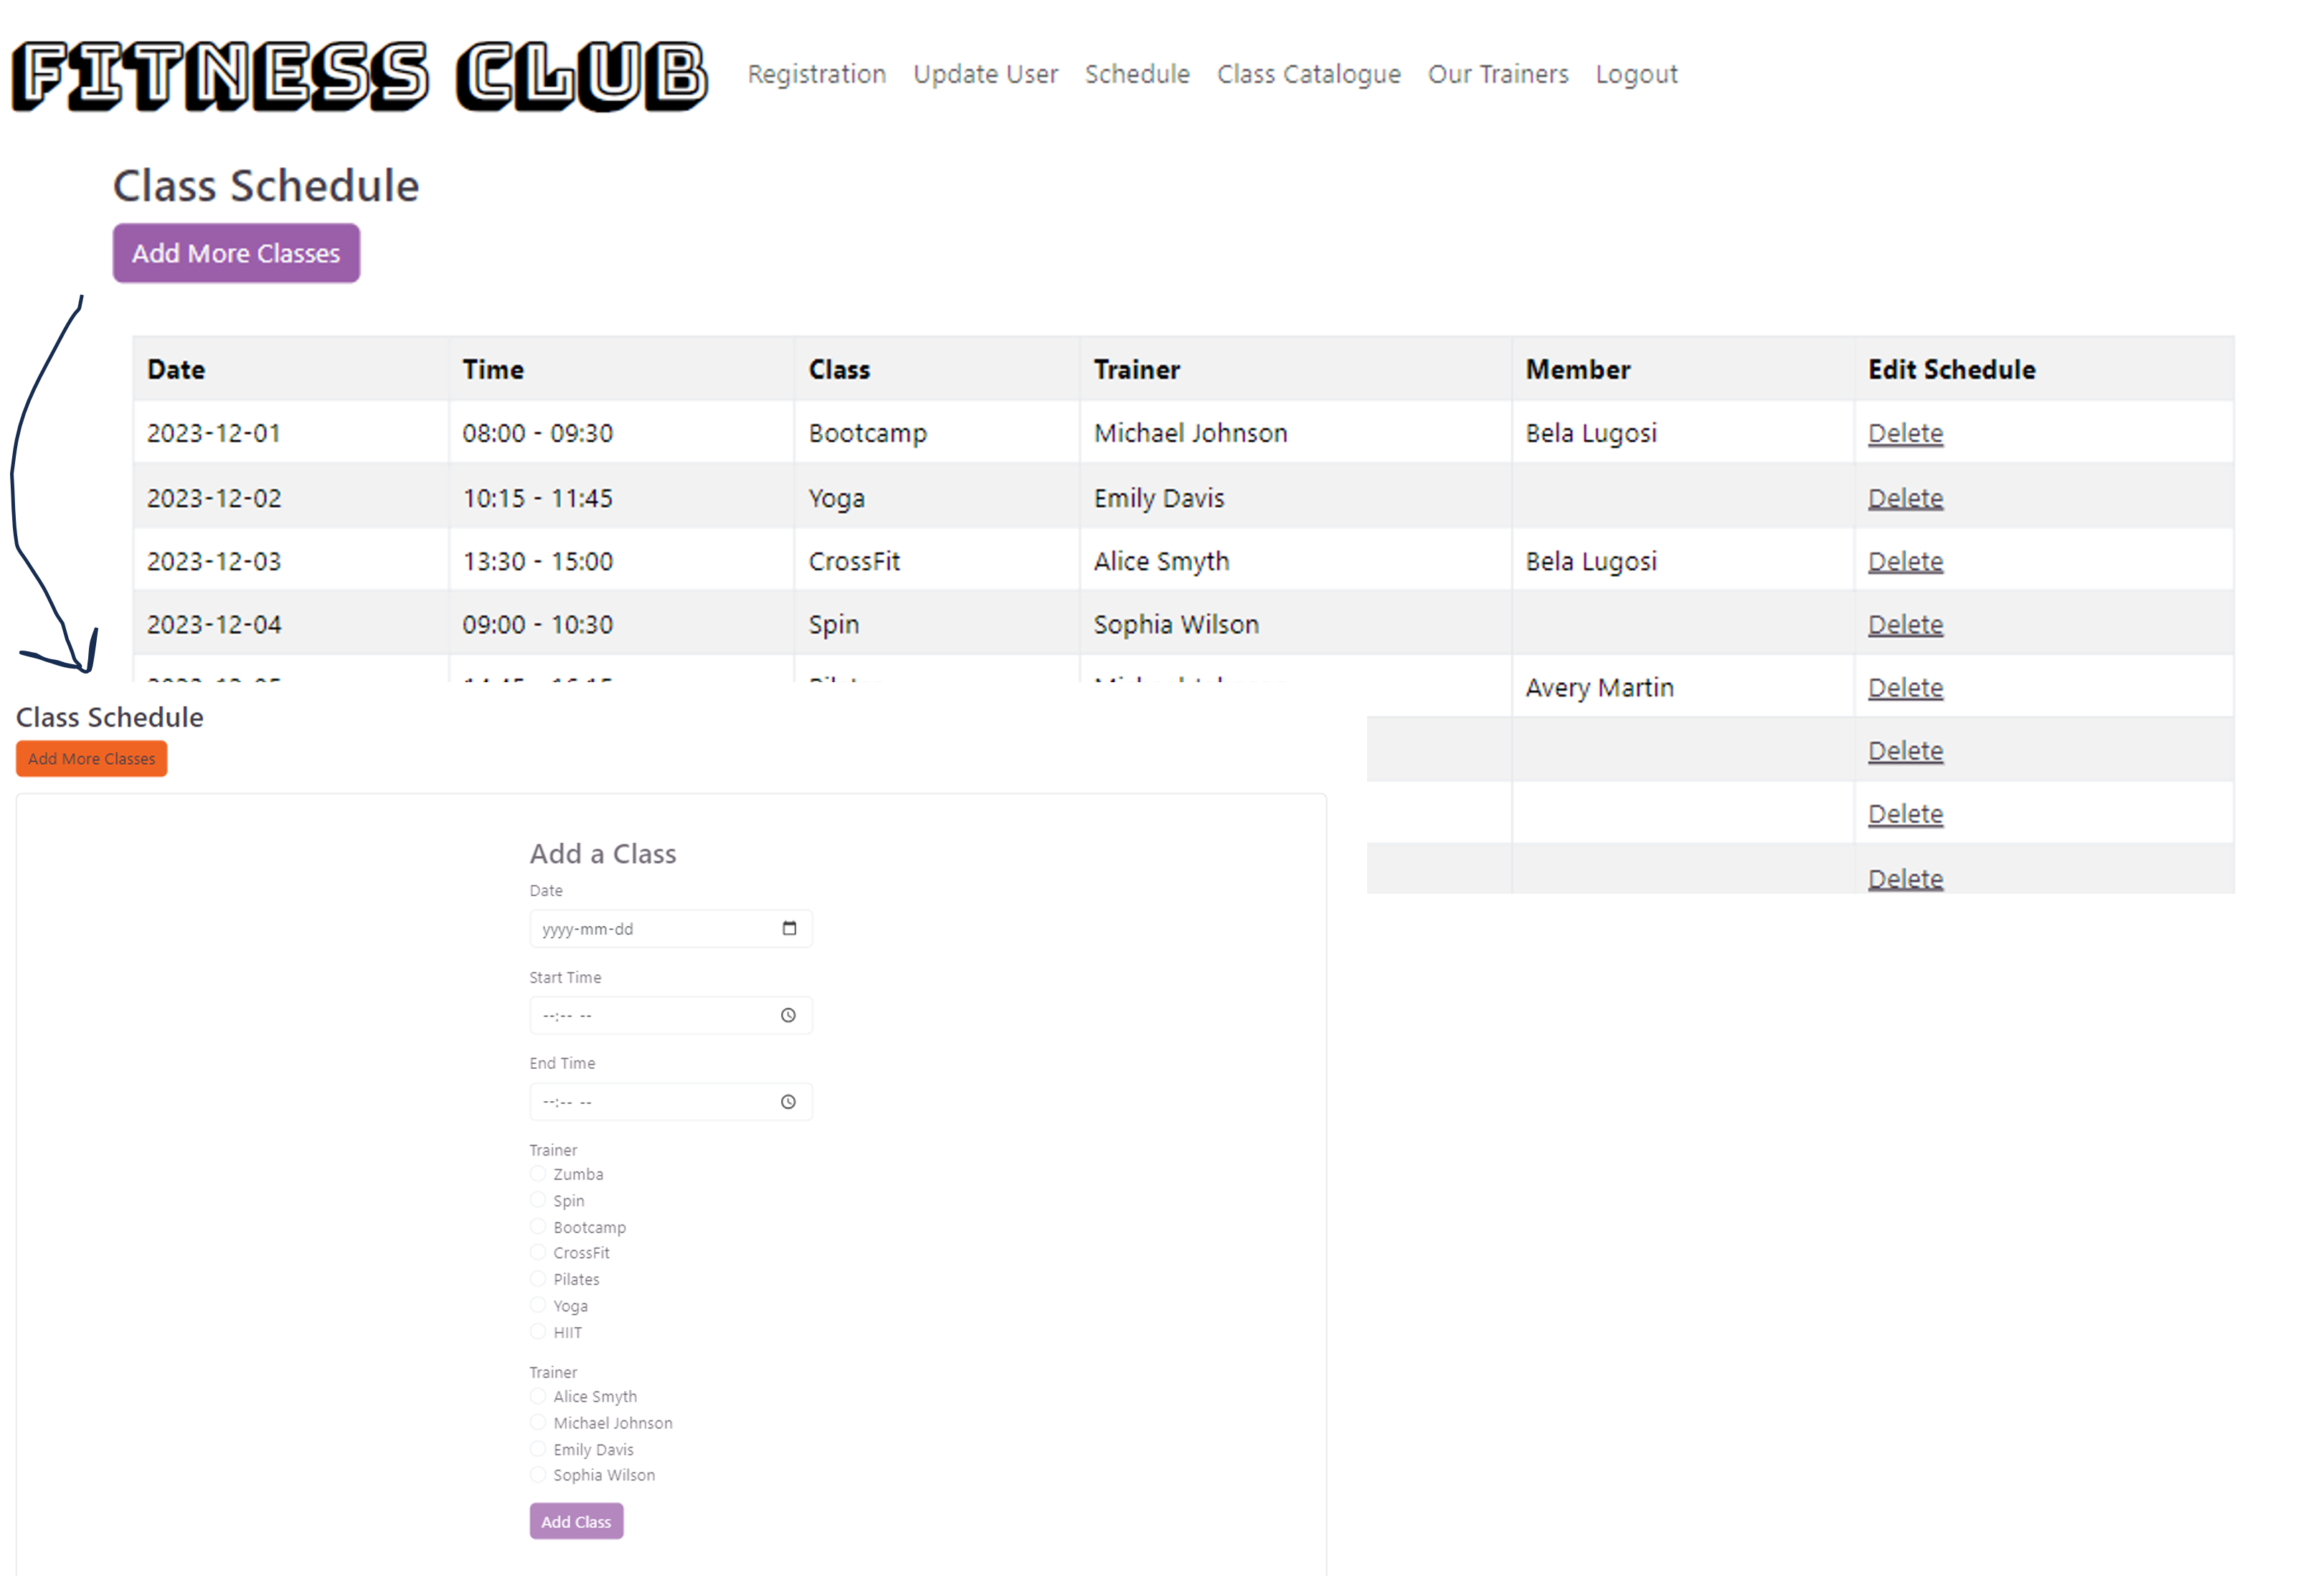 FITNESS CLUB Registration Update User Schedule Class Catalogue Our Trainers Logout
Class Schedule
Add More Classes
Date Time Class Trainer Member Edit Schedule
2023-12-01 08:00 - 09:30 Bootcamp Michael Johnson Bela Lugosi Delete
2023-12-02 10:15 - 11:45 Yoga Emily Davis Delete
2023-12-03 13:30 - 15:00 CrossFit Alice Smyth Bela Lugosi Delete
2023-12-04 09:00 - 10:30 Spin Sophia Wilson Delete
Avery Martin Delete
Delete
Delete
Delete
Class Schedule
Add More Classes
Add a Class
Date
yyyy-mm-dd
Start Time
--:-- --
End Time
--:-- --
Trainer
Zumba
Spin
Bootcamp
CrossFit
Pilates
Yoga
HIIT
Trainer
Alice Smyth
Michael Johnson
Emily Davis
Sophia Wilson
Add Class